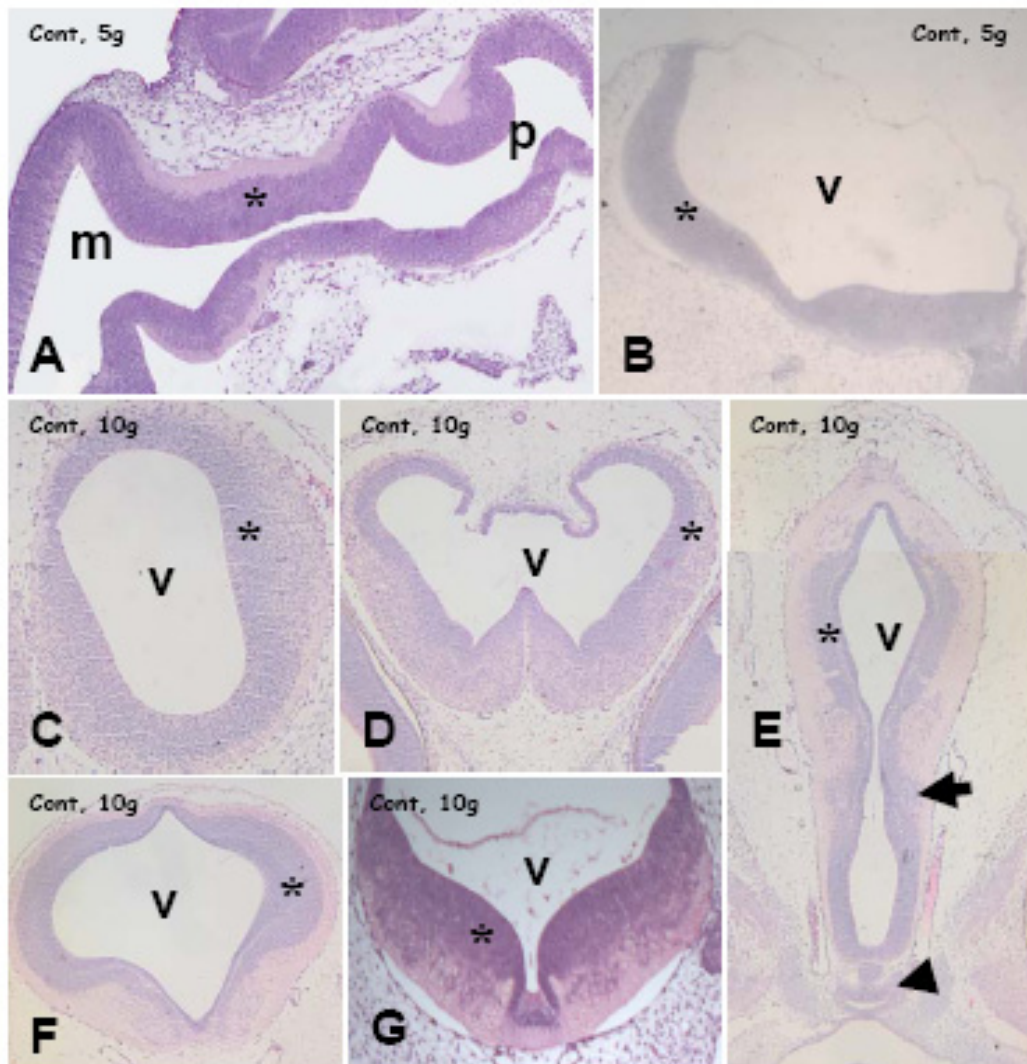 Cont, 5g
*
p
m
A
Cont, 5g
v
*
B
Cont, 10g
*
v
C
Cont, 10g
*
v
D
Cont, 10g
*
v
E
Cont, 10g
*
v
F
Cont, 10g
v
*
G